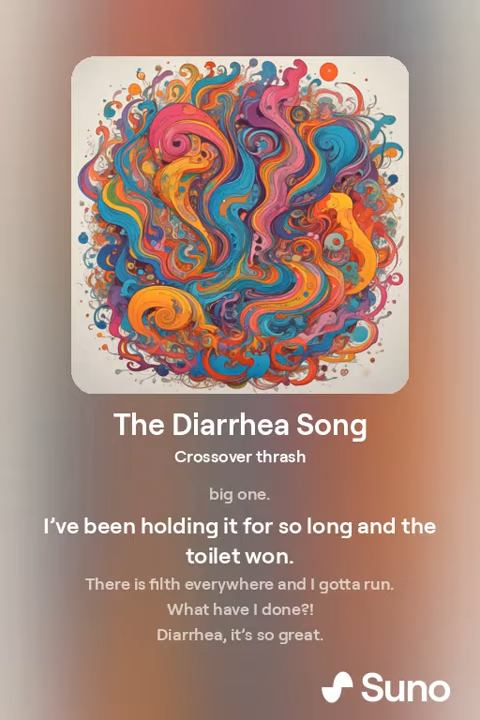 The Diarrhea Song
Crossover thrash
big one.
I've been holding it for so long and the
toilet won.
There is filth everywhere and I gotta run.
What have I done?!
Diarrhea, it's so great.
Suno